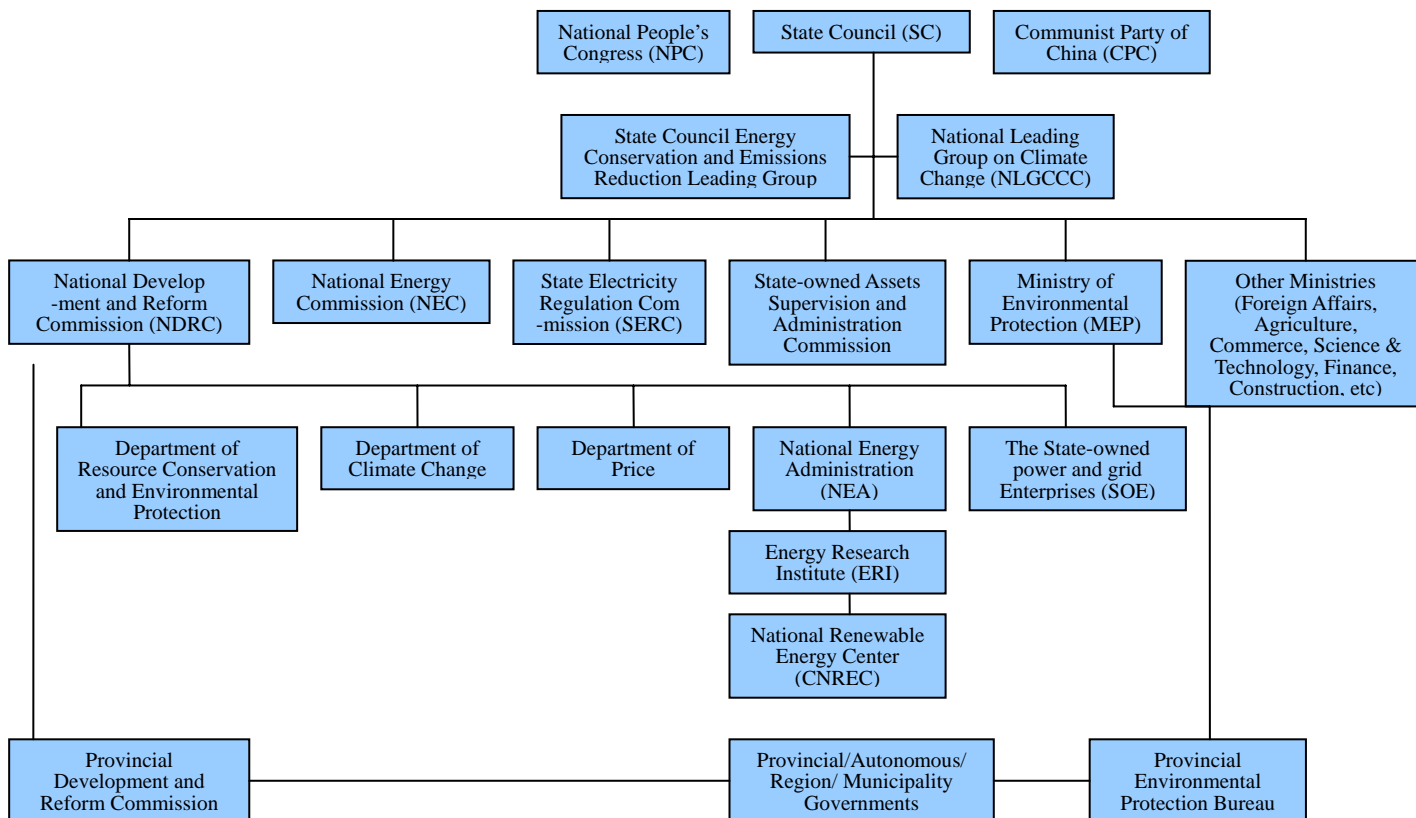 National People's
Congress (NPC)
State Council (SC)
Communist Party of
China (CPC)
State Council Energy
Conservation and Emissions
Reduction Leading Group
National Leading
Group on Climate
Change (NLGCCC)
National Develop
-ment and Reform
Commission (NDRC)
National Energy
Commission (NEC)
State Electricity
Regulation Com
-mission (SERC)
State-owned Assets
Supervision and
Administration
Commission
Ministry of
Environmental
Protection (MEP)
Other Ministries
(Foreign Affairs,
Agriculture,
Commerce, Science &
Technology, Finance,
Construction, etc)
Department of
Resource Conservation
and Environmental
Protection
Department of
Climate Change
Department of
Price
National Energy
Administration
(NEA)
The State-owned
power and grid
Enterprises (SOE)
Energy Research
Institute (ERI)
National Renewable
Energy Center
(CNREC)
Provincial
Development and
Reform Commission
Provincial/Autonomous/
Region/ Municipality
Governments
Provincial
Environmental
Protection Bureau